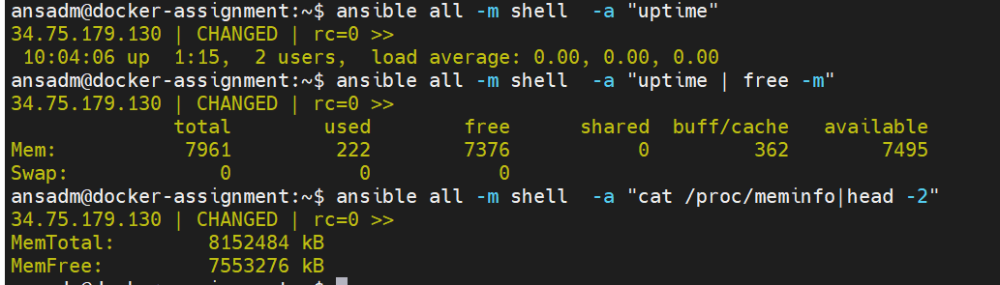 ansadm@docker-assignment:~$ ansible all -m shell  -a "uptime"
34.75.179.130 | CHANGED | rc=0 >>
 10:04:06 up  1:15,  2 users,  load average: 0.00, 0.00, 0.00
ansadm@docker-assignment:~$ ansible all -m shell  -a "uptime | free -m"
34.75.179.130 | CHANGED | rc=0 >>
              total        used        free      shared  buff/cache   available
Mem:           7961         222        7376           0         362        7495
Swap:             0           0           0
ansadm@docker-assignment:~$ ansible all -m shell  -a "cat /proc/meminfo|head -2"
34.75.179.130 | CHANGED | rc=0 >>
MemTotal:        8152484 kB
MemFree:         7553276 kB
ansadm@docker-assignment:~$